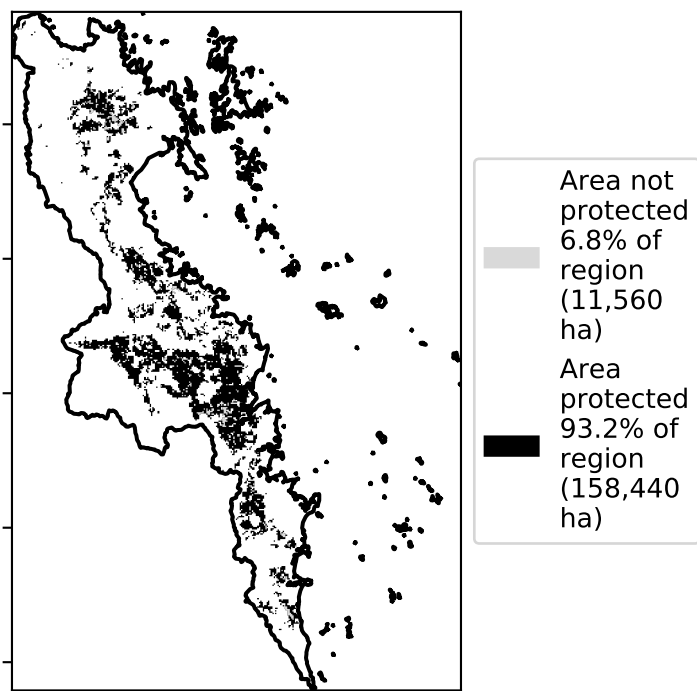 Area not
protected
6.8% of
region
(11,560
ha)
Area
protected
93.2% of
region
(158,440
ha)